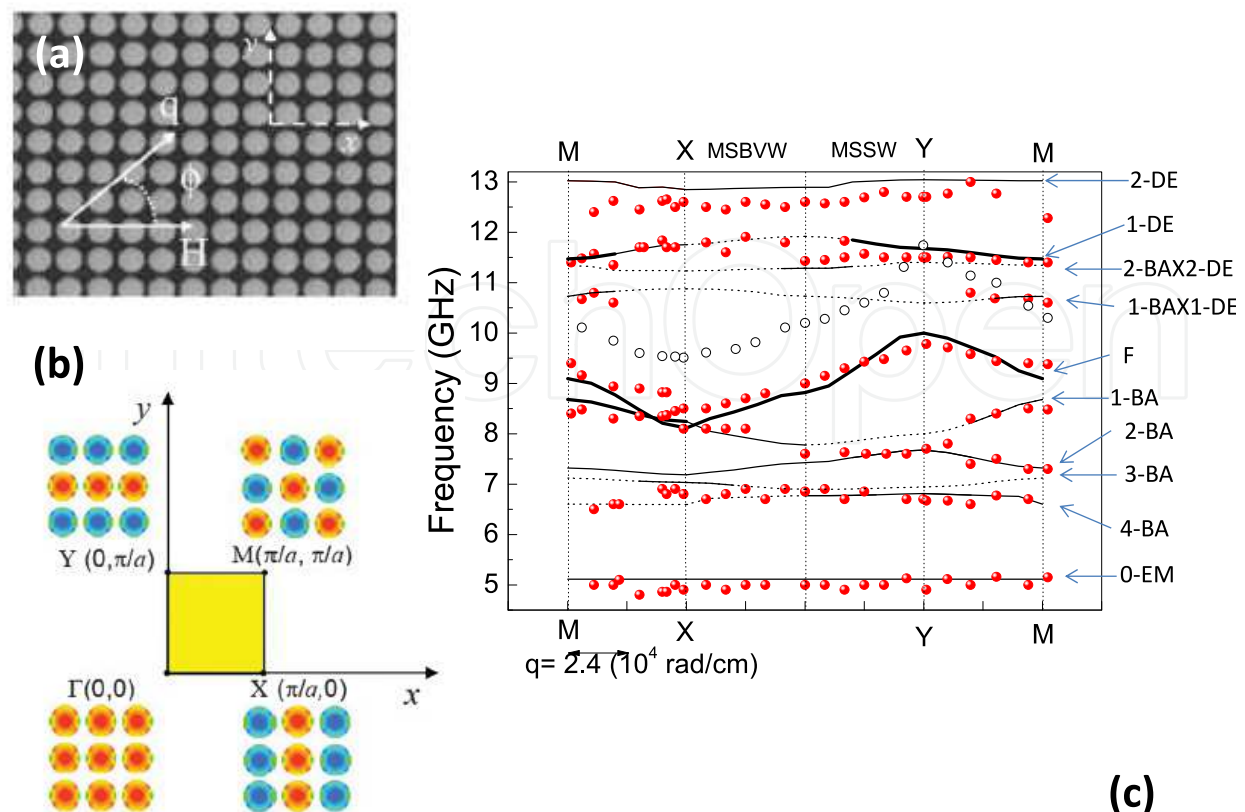 (a)
y
x
q
ϕ
H
(b)
y
Y (0,π/a)
M(π/a, π/a)
Γ(0,0)
X (π/a,0)
x
M X MSBVW MSSW Y M
13
12
11
10
9
8
7
6
5
Frequency (GHz)
2-DE
1-DE
2-BAX2-DE
1-BAX1-DE
F
1-BA
2-BA
3-BA
4-BA
0-EM
M X Y M
q= 2.4 (10⁴ rad/cm)
(c)